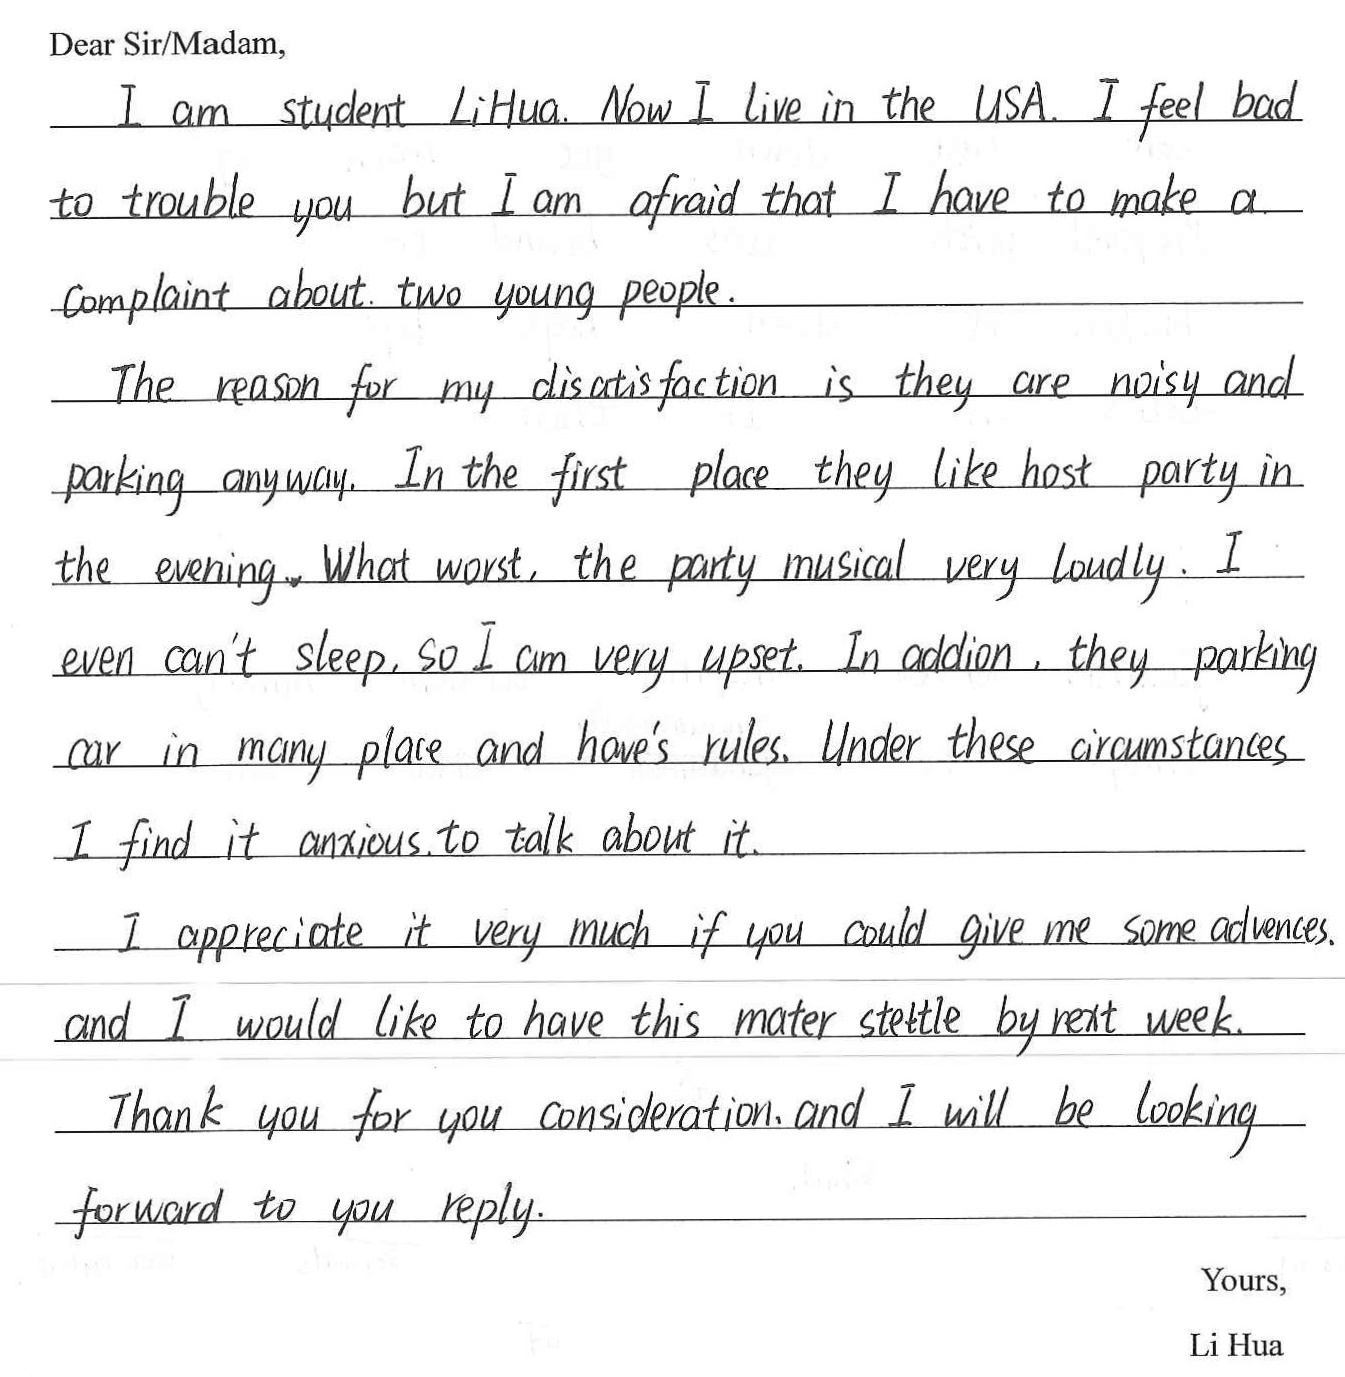 Dear Sir/Madam,
I am student LiHua. Now I live in the USA. I feel bad
to trouble you but I am afraid that I have to make a
complaint about. two young people.
The reason for my disatisfaction is they are noisy and
parking anyway. In the first place they like host party in
the evening. What worst, the party musical very loudly. I
even can't sleep, so I am very upset. In addion, they parking
car in many place and have's rules. Under these circumstances
I find it anxious. to talk about it.
I appreciate it very much if you could give me some advences.
and I would like to have this mater stettle by next week.
Thank you for you consideration. and I will be looking
forward to you reply.
Yours,
Li Hua